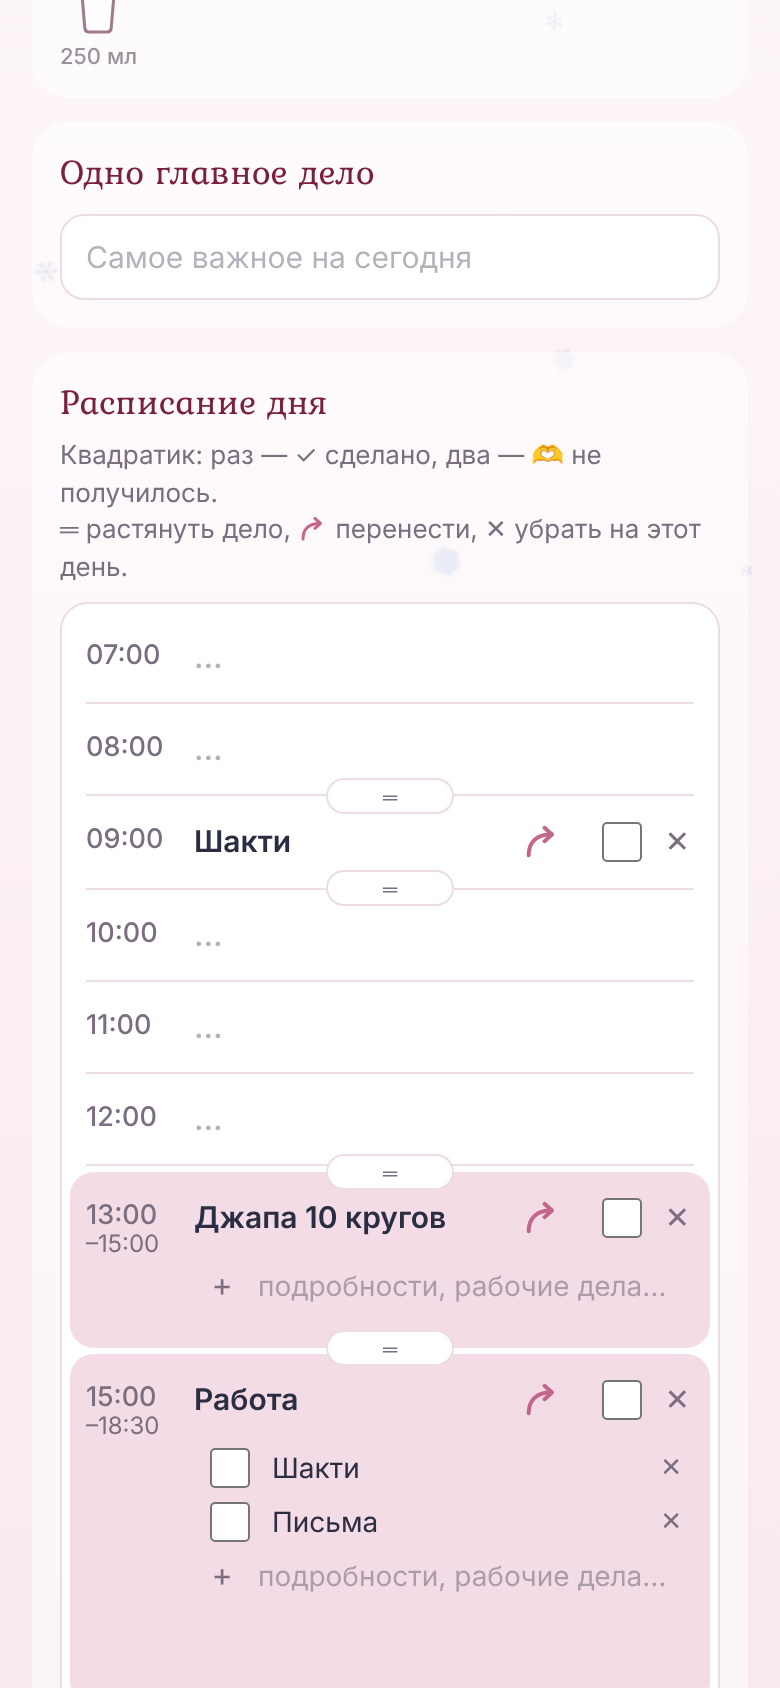 250 мл
Одно главное дело
Самое важное на сегодня
Расписание дня
Квадратик: раз — ✓ сделано, два — 🫶 не
получилось.
= растянуть дело, ↷ перенести, ✕ убрать на этот
день.
07:00 ...
08:00 ...
=
09:00 Шакти ✕
=
10:00 ...
11:00 ...
12:00 ...
=
13:00 Джапа 10 кругов ✕
–15:00
+ подробности, рабочие дела...
=
15:00 Работа ✕
–18:30
Шакти ✕
Письма ✕
+ подробности, рабочие дела...